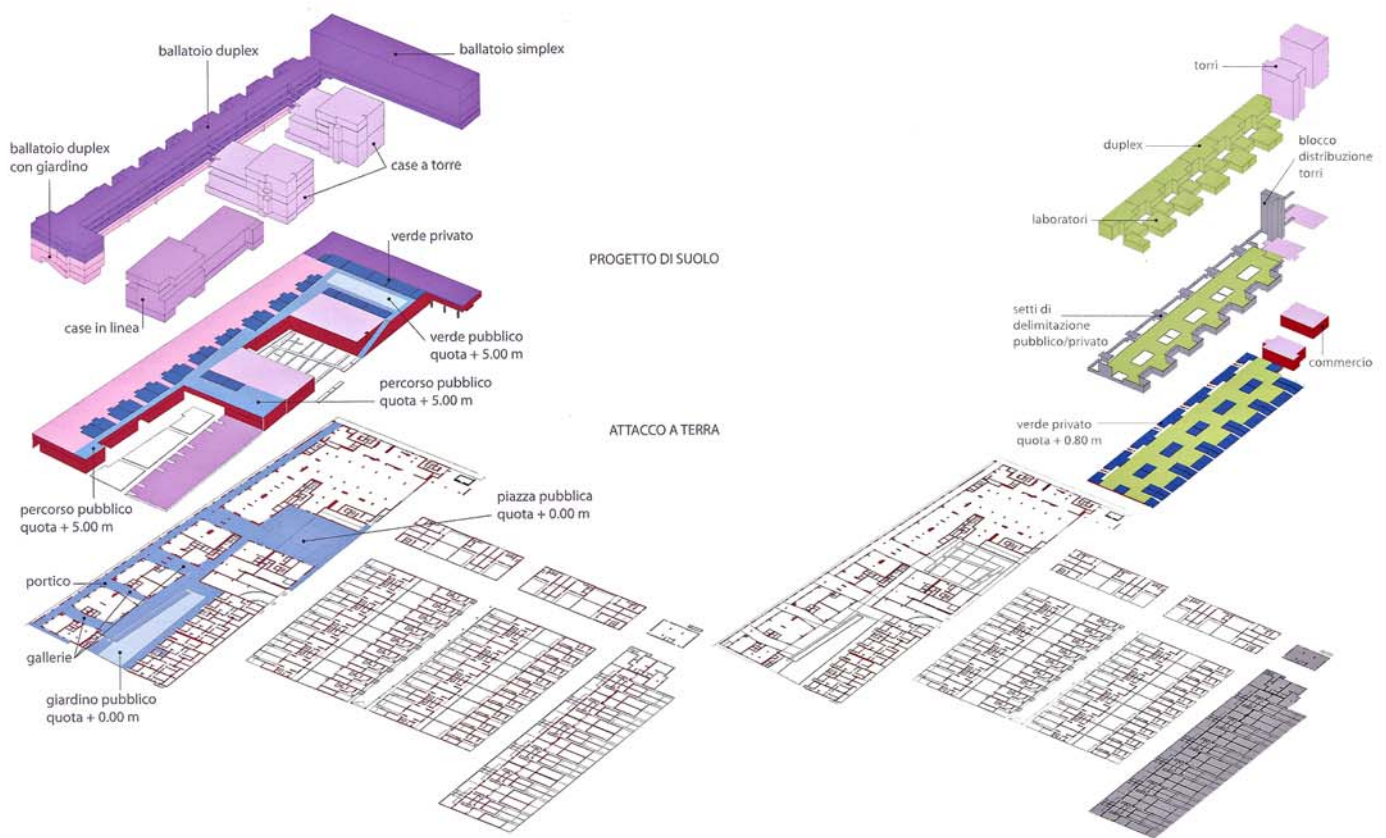 ballatoio duplex
ballatoio simplex
ballatoio duplex
con giardino
case a torre
case in linea
verde privato
verde pubblico
quota + 5.00 m
percorso pubblico
quota + 5.00 m
percorso pubblico
quota + 5.00 m
piazza pubblica
quota + 0.00 m
portico
gallerie
giardino pubblico
quota + 0.00 m
PROGETTO DI SUOLO
ATTACCO A TERRA
torri
duplex
blocco
distribuzione
torri
laboratori
setti di
delimitazione
pubblico/privato
commercio
verde privato
quota + 0.80 m